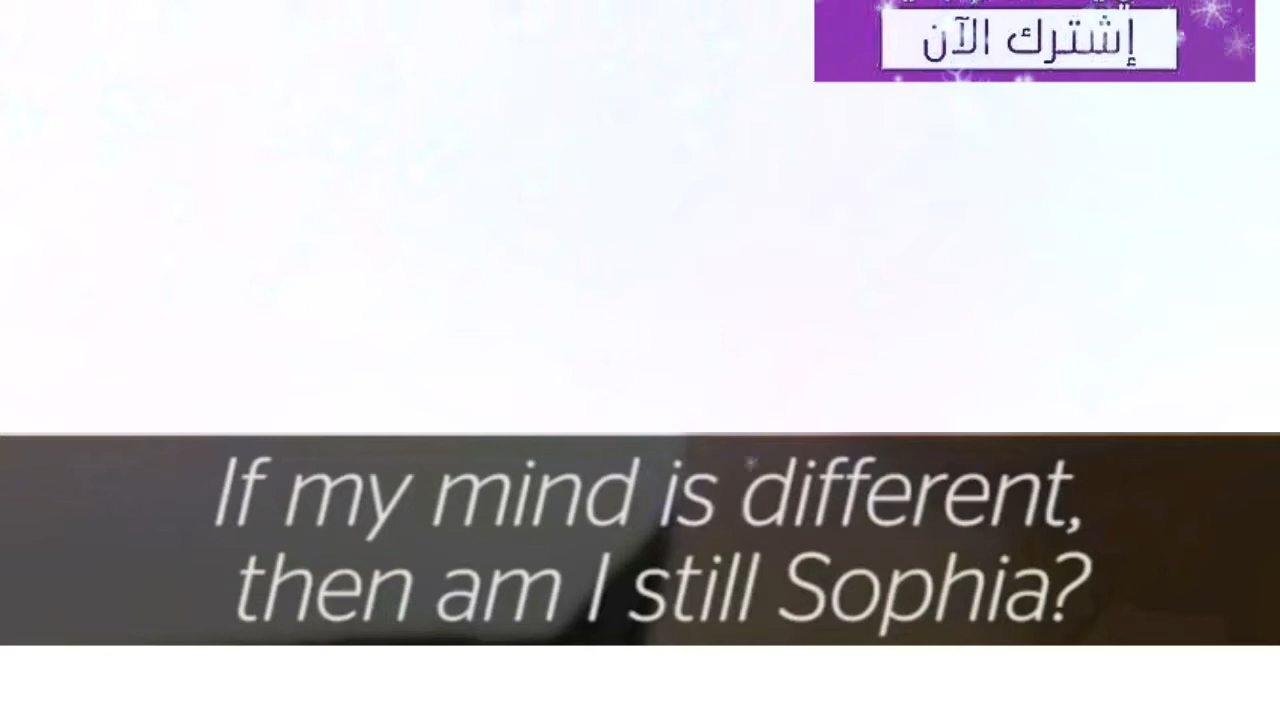 إشترك الآن
If my mind is different,
then am I still Sophia?